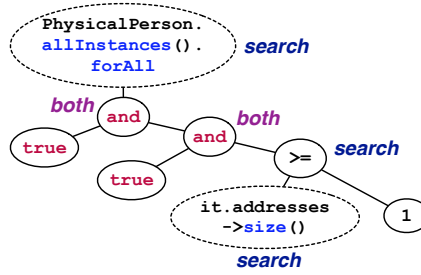 PhysicalPerson.
allInstances().
forAll
search
both
and
both
true
and
search
true
>=
it.addresses
->size()
1
search